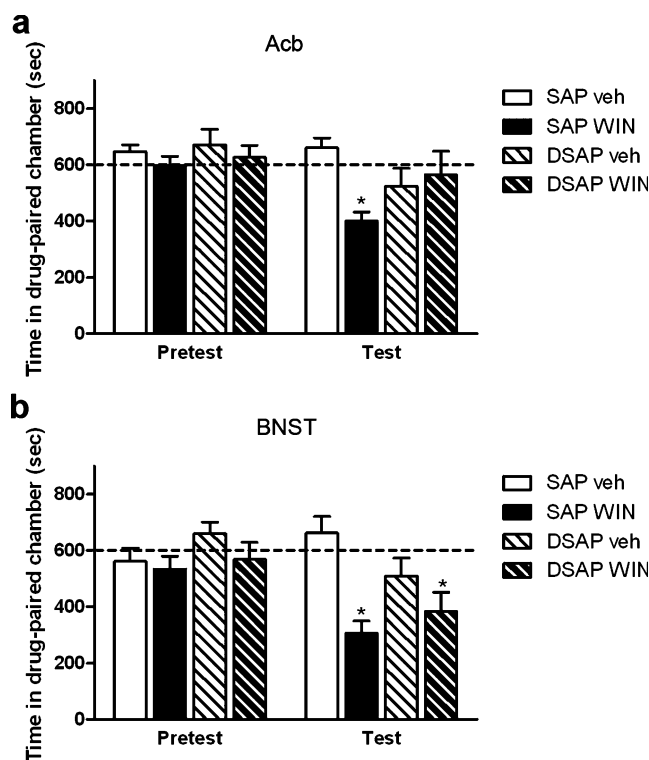 a
Acb
Time in drug-paired chamber (sec)
800
600
400
200
0
*
Pretest
Test
SAP veh
SAP WIN
DSAP veh
DSAP WIN
b
BNST
Time in drug-paired chamber (sec)
800
600
400
200
0
*
*
Pretest
Test
SAP veh
SAP WIN
DSAP veh
DSAP WIN